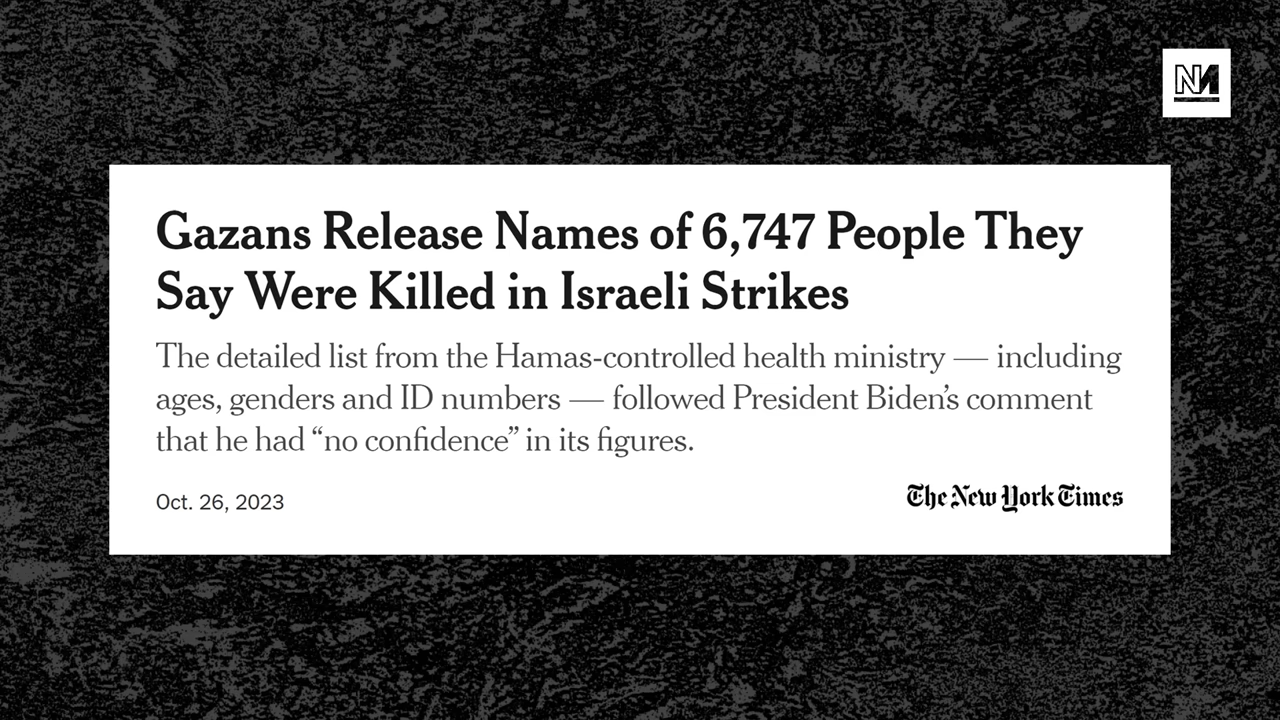 NM
Gazans Release Names of 6,747 People They
Say Were Killed in Israeli Strikes
The detailed list from the Hamas-controlled health ministry — including
ages, genders and ID numbers — followed President Biden’s comment
that he had “no confidence” in its figures.
Oct. 26, 2023
The New York Times